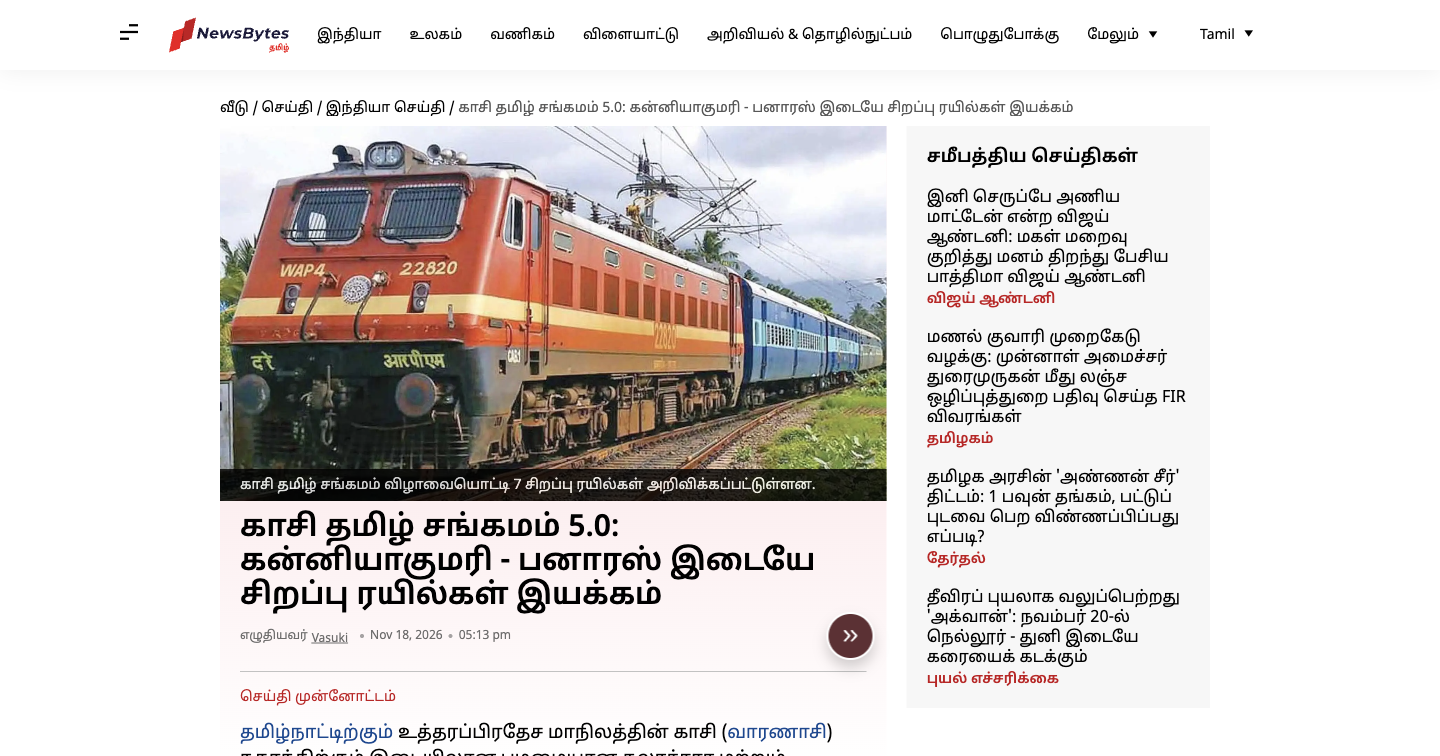 NewsBytes
தமிழ்
இந்தியா
உலகம்
வணிகம்
விளையாட்டு
அறிவியல் & தொழில்நுட்பம்
பொழுதுபோக்கு
மேலும்
Tamil
வீடு / செய்தி / இந்தியா செய்தி / காசி தமிழ் சங்கமம் 5.0: கன்னியாகுமரி - பனாரஸ் இடையே சிறப்பு ரயில்கள் இயக்கம்
WAP4
22820
22820
CAB:1
दरे
आरपीएम
காசி தமிழ் சங்கமம் விழாவையொட்டி 7 சிறப்பு ரயில்கள் அறிவிக்கப்பட்டுள்ளன.
காசி தமிழ் சங்கமம் 5.0:
கன்னியாகுமரி - பனாரஸ் இடையே
சிறப்பு ரயில்கள் இயக்கம்
எழுதியவர் Vasuki
Nov 18, 2026
05:13 pm
செய்தி முன்னோட்டம்
தமிழ்நாட்டிற்கும் உத்தரப்பிரதேச மாநிலத்தின் காசி (வாரணாசி)
சமீபத்திய செய்திகள்
இனி செருப்பே அணிய
மாட்டேன் என்ற விஜய்
ஆண்டனி: மகள் மறைவு
குறித்து மனம் திறந்து பேசிய
பாத்திமா விஜய் ஆண்டனி
விஜய் ஆண்டனி
மணல் குவாரி முறைகேடு
வழக்கு: முன்னாள் அமைச்சர்
துரைமுருகன் மீது லஞ்ச
ஒழிப்புத்துறை பதிவு செய்த FIR
விவரங்கள்
தமிழகம்
தமிழக அரசின் 'அண்ணன் சீர்'
திட்டம்: 1 பவுன் தங்கம், பட்டுப்
புடவை பெற விண்ணப்பிப்பது
எப்படி?
தேர்தல்
தீவிரப் புயலாக வலுப்பெற்றது
'அக்வான்': நவம்பர் 20-ல்
நெல்லூர் - துனி இடையே
கரையைக் கடக்கும்
புயல் எச்சரிக்கை